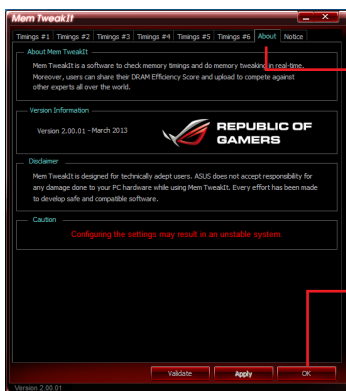 Mem TweakIt
Timings #1 Timings #2 Timings #3 Timings #4 Timings #5 Timings #6 About Notice
About Mem TweakIt
Mem TweakIt is a software to check memory timings and do memory tweaking in real-time.
Moreover, users can share their DRAM Efficiency Score and upload to compete against
other experts all over the world.
Version Information
Version 2.00.01 - March 2013
REPUBLIC OF
GAMERS
Disclaimer
Mem TweakIt is designed for technically adept users. ASUS does not accept responsibility for
any damage done to your PC hardware while using Mem TweakIt. Every effort has been made
to develop safe and compatible software.
Caution
Configuring the settings may result in an unstable system
Validate Apply OK
Version 2.00.01